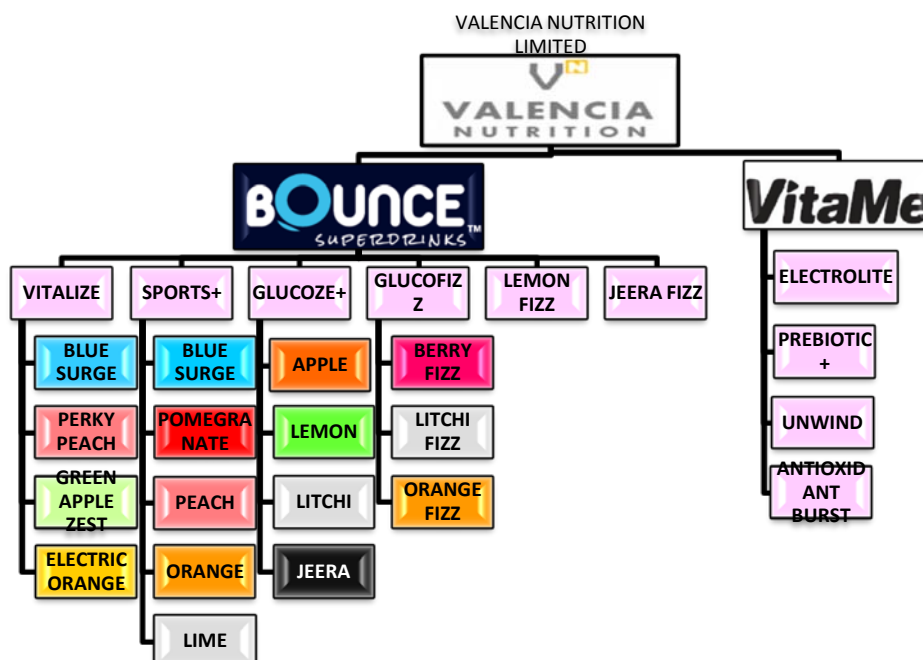 VALENCIA NUTRITION
LIMITED
VN
VALENCIA
NUTRITION
BOUNCE™
SUPERDRINKS
VitaMe
VITALIZE
SPORTS+
GLUCOZE+
GLUCOFIZ
Z
LEMON
FIZZ
JEERA FIZZ
BLUE
SURGE
PERKY
PEACH
GREEN
APPLE
ZEST
ELECTRIC
ORANGE
BLUE
SURGE
POMEGRA
NATE
PEACH
ORANGE
LIME
APPLE
LEMON
LITCHI
JEERA
BERRY
FIZZ
LITCHI
FIZZ
ORANGE
FIZZ
ELECTROLITE
PREBIOTIC
+
UNWIND
ANTIOXID
ANT
BURST